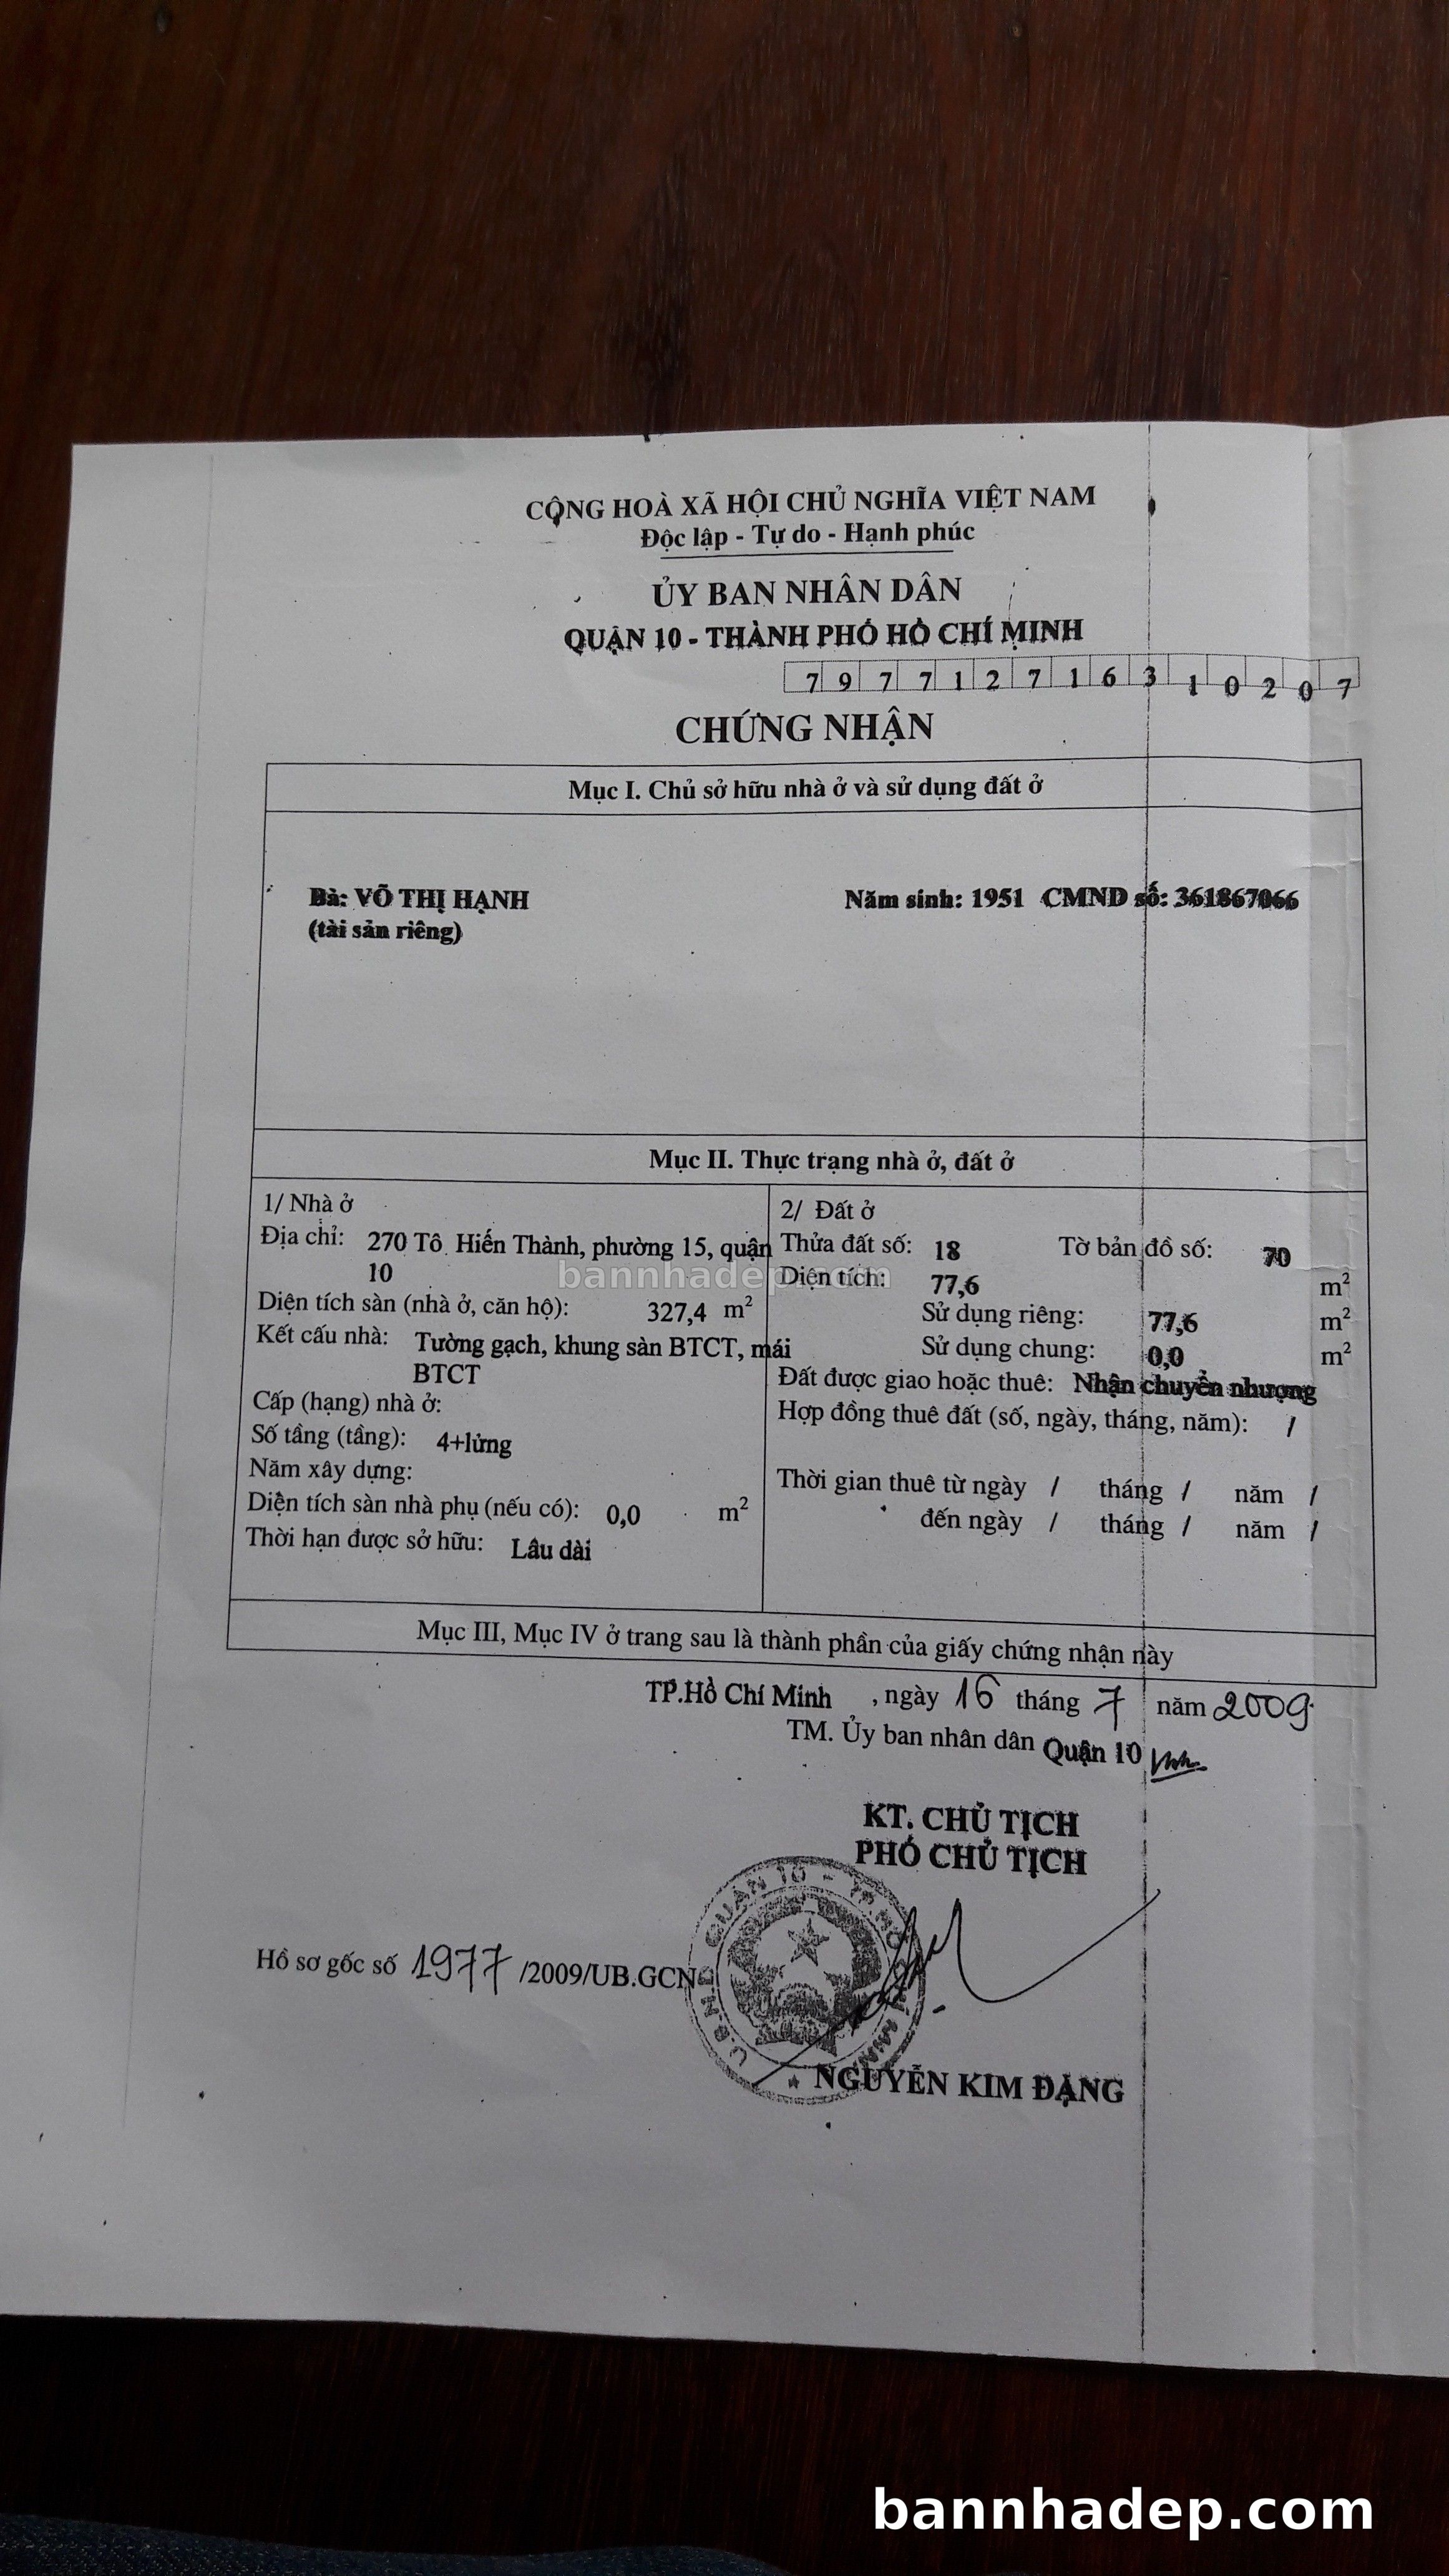 CỘNG HOÀ XÃ HỘI CHỦ NGHĨA VIỆT NAM
Độc lập - Tự do - Hạnh phúc
ỦY BAN NHÂN DÂN
QUẬN 10 - THÀNH PHỐ HỒ CHÍ MINH
7 9 7 7 1 2 7 1 6 3 1 0 2 0 7
CHỨNG NHẬN
Mục I. Chủ sở hữu nhà ở và sử dụng đất ở
Bà: VÕ THỊ HẠNH Năm sinh: 1951 CMND số: 361867066
(tài sản riêng)
Mục II. Thực trạng nhà ở, đất ở
1/ Nhà ở
Địa chỉ: 270 Tô Hiến Thành, phường 15, quận
10
Diện tích sàn (nhà ở, căn hộ): 327,4 m²
Kết cấu nhà: Tường gạch, khung sàn BTCT, mái
BTCT
Cấp (hạng) nhà ở:
Số tầng (tầng): 4+lửng
Năm xây dựng:
Diện tích sàn nhà phụ (nếu có): 0,0 m²
Thời hạn được sở hữu: Lâu dài
2/ Đất ở
Thửa đất số: 18 Tờ bản đồ số: 70
Diện tích: 77,6 m²
Sử dụng riêng: 77,6 m²
Sử dụng chung: 0,0 m²
Đất được giao hoặc thuê: Nhận chuyển nhượng
Hợp đồng thuê đất (số, ngày, tháng, năm): /
Thời gian thuê từ ngày / tháng / năm /
đến ngày / tháng / năm /
bannhadep.com
Mục III, Mục IV ở trang sau là thành phần của giấy chứng nhận này
TP.Hồ Chí Minh , ngày 16 tháng 7 năm 2009
TM. Ủy ban nhân dân Quận 10
KT. CHỦ TỊCH
PHÓ CHỦ TỊCH
U.B.N.D QUẬN 10 - TP. HỒ CHÍ MINH
Hồ sơ gốc số 1977 /2009/UB.GCN
NGUYỄN KIM ĐẶNG
bannhadep.com